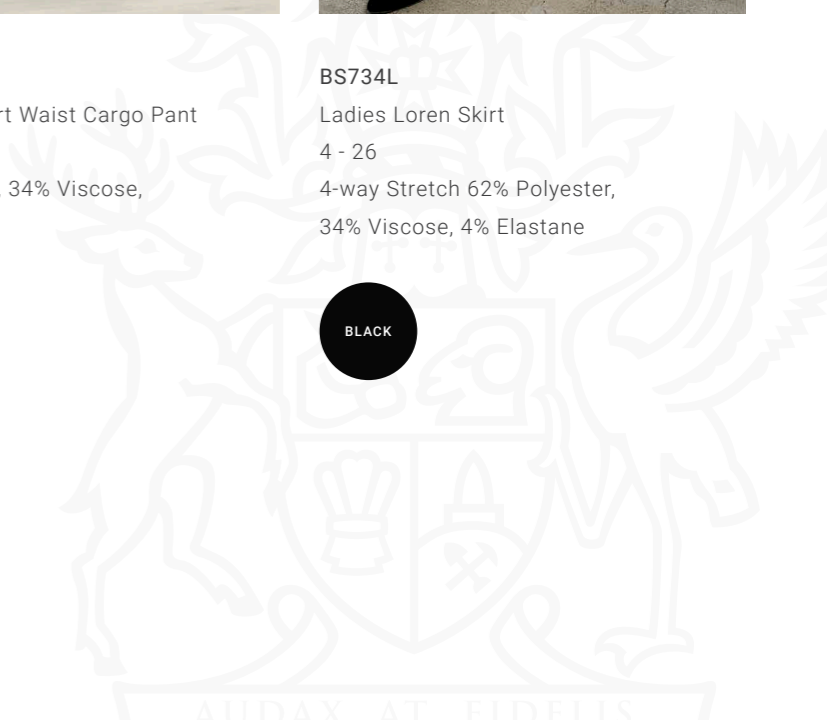 rt Waist Cargo Pant
, 34% Viscose,
BS734L
Ladies Loren Skirt
4 - 26
4-way Stretch 62% Polyester,
34% Viscose, 4% Elastane
BLACK
AUDAX AT FIDELIS